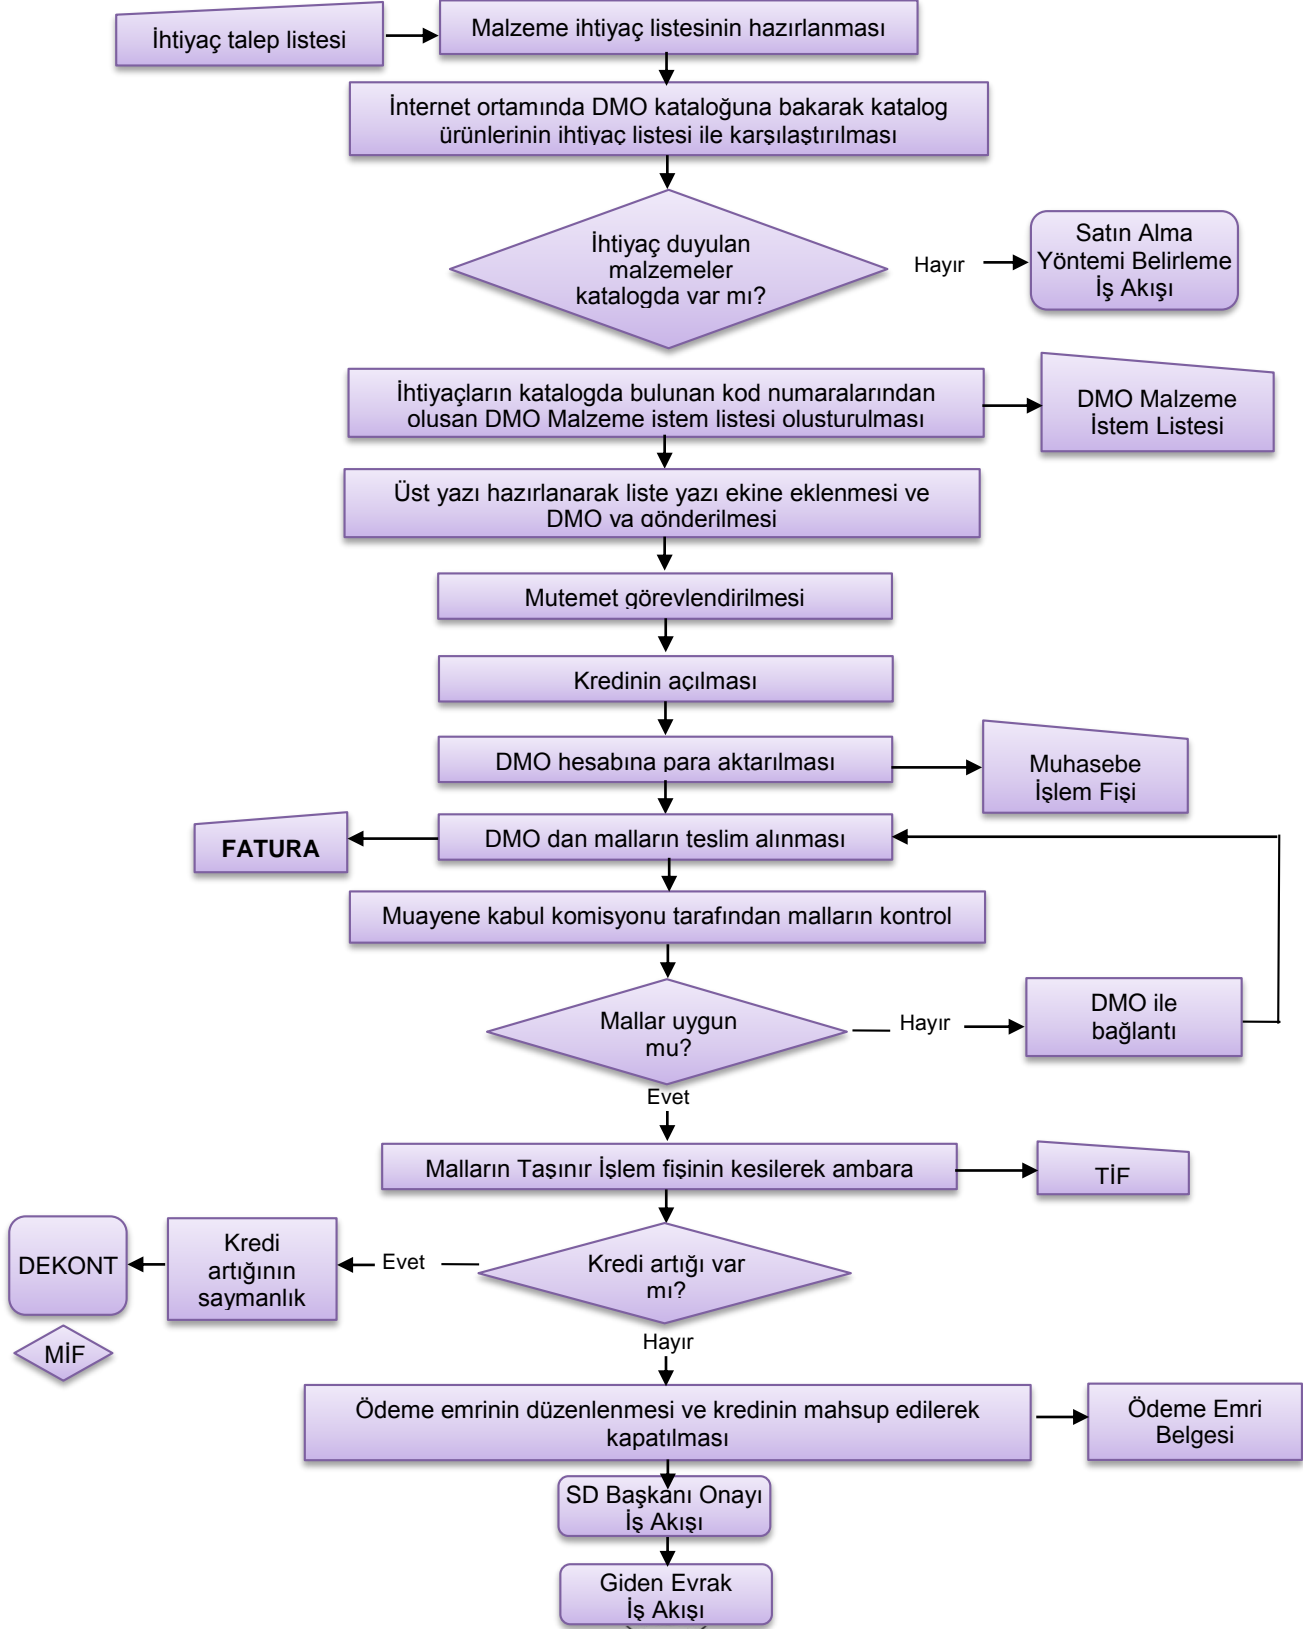 İhtiyaç talep listesi
Malzeme ihtiyaç listesinin hazırlanması
İnternet ortamında DMO kataloğuna bakarak katalog
ürünlerinin ihtiyaç listesi ile karşılaştırılması
İhtiyaç duyulan
malzemeler
katalogda var mı?
Hayır
Satın Alma
Yöntemi Belirleme
İş Akışı
İhtiyaçların katalogda bulunan kod numaralarından
olusan DMO Malzeme istem listesi olusturulması
DMO Malzeme
İstem Listesi
Üst yazı hazırlanarak liste yazı ekine eklenmesi ve
DMO ya gönderilmesi
Mutemet görevlendirilmesi
Kredinin açılması
DMO hesabına para aktarılması
Muhasebe
İşlem Fişi
FATURA
DMO dan malların teslim alınması
Muayene kabul komisyonu tarafından malların kontrol
Mallar uygun
mu?
Hayır
DMO ile
bağlantı
Evet
Malların Taşınır İşlem fişinin kesilerek ambara
TİF
DEKONT
Kredi
artığının
saymanlık
Evet
Kredi artığı var
mı?
MİF
Hayır
Ödeme emrinin düzenlenmesi ve kredinin mahsup edilerek
kapatılması
Ödeme Emri
Belgesi
SD Başkanı Onayı
İş Akışı
Giden Evrak
İş Akışı